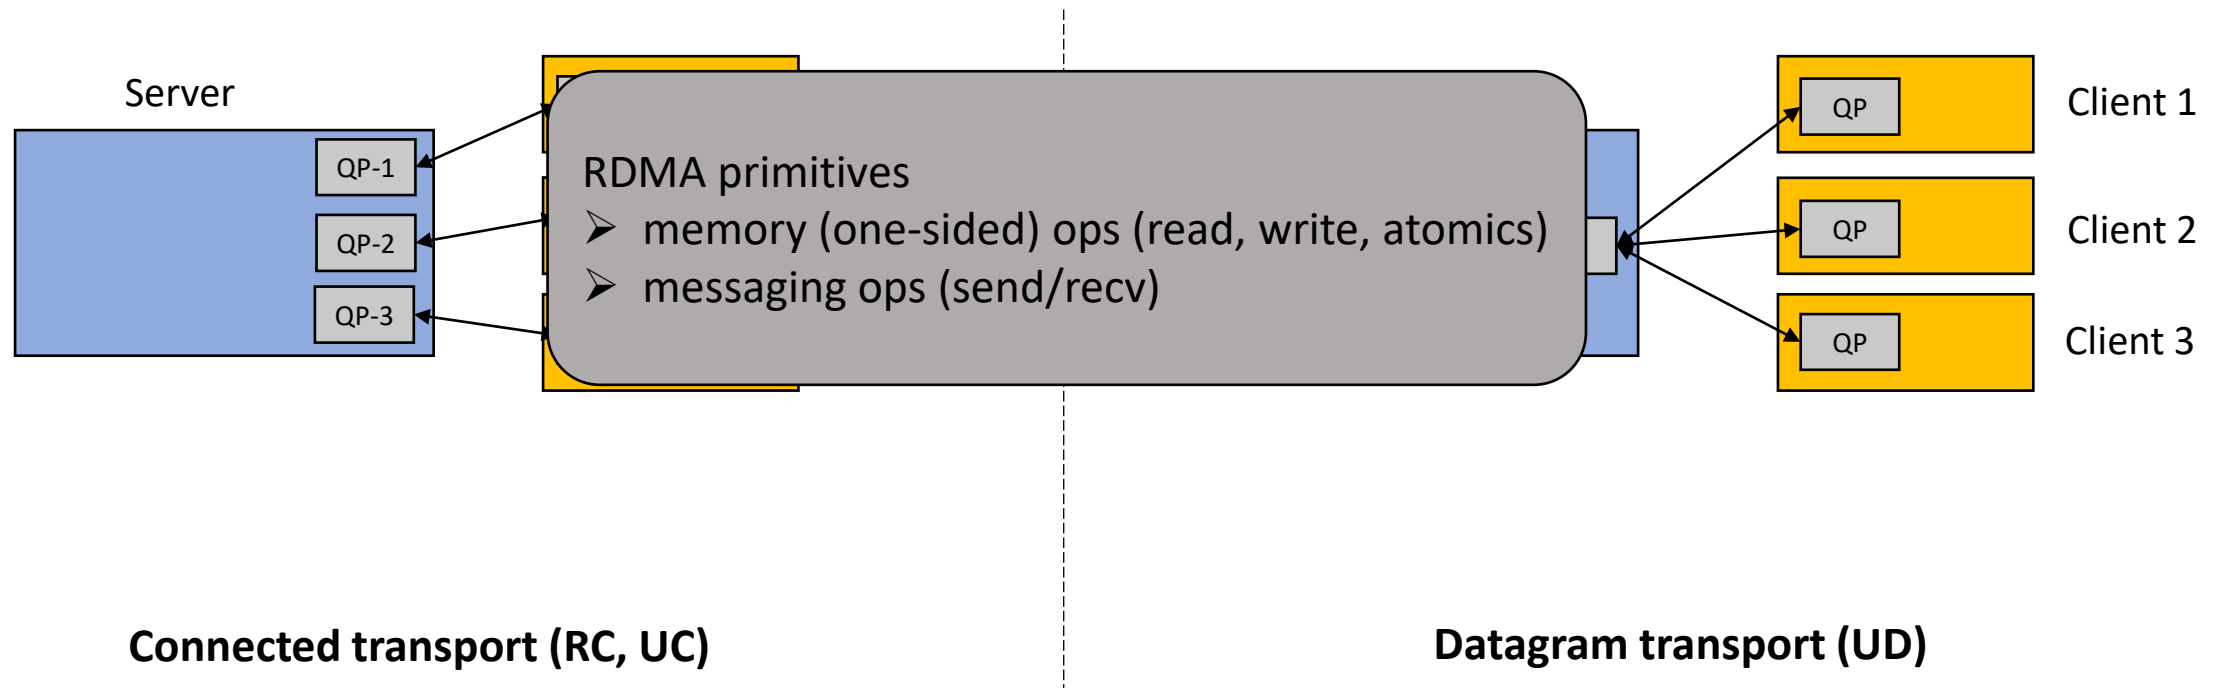 Server
QP-1
QP-2
QP-3
RDMA primitives
➢ memory (one-sided) ops (read, write, atomics)
➢ messaging ops (send/recv)
QP
Client 1
QP
Client 2
QP
Client 3
Connected transport (RC, UC)
Datagram transport (UD)